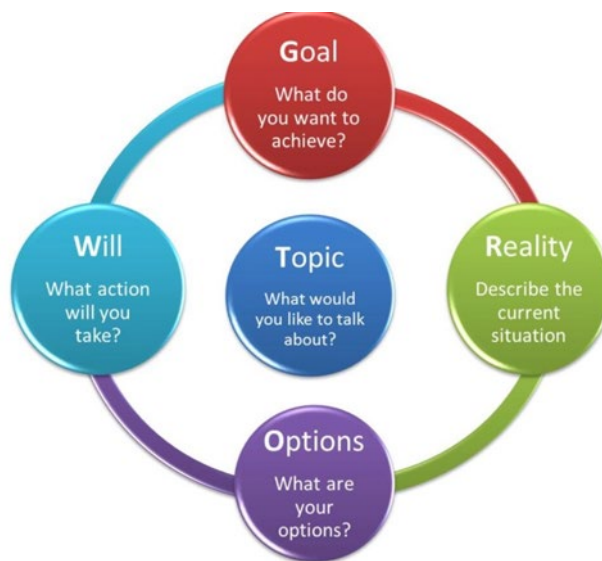 Goal
What do
you want to
achieve?
Reality
Describe the
current
situation
Options
What are
your
options?
Will
What action
will you
take?
Topic
What would
you like to talk
about?